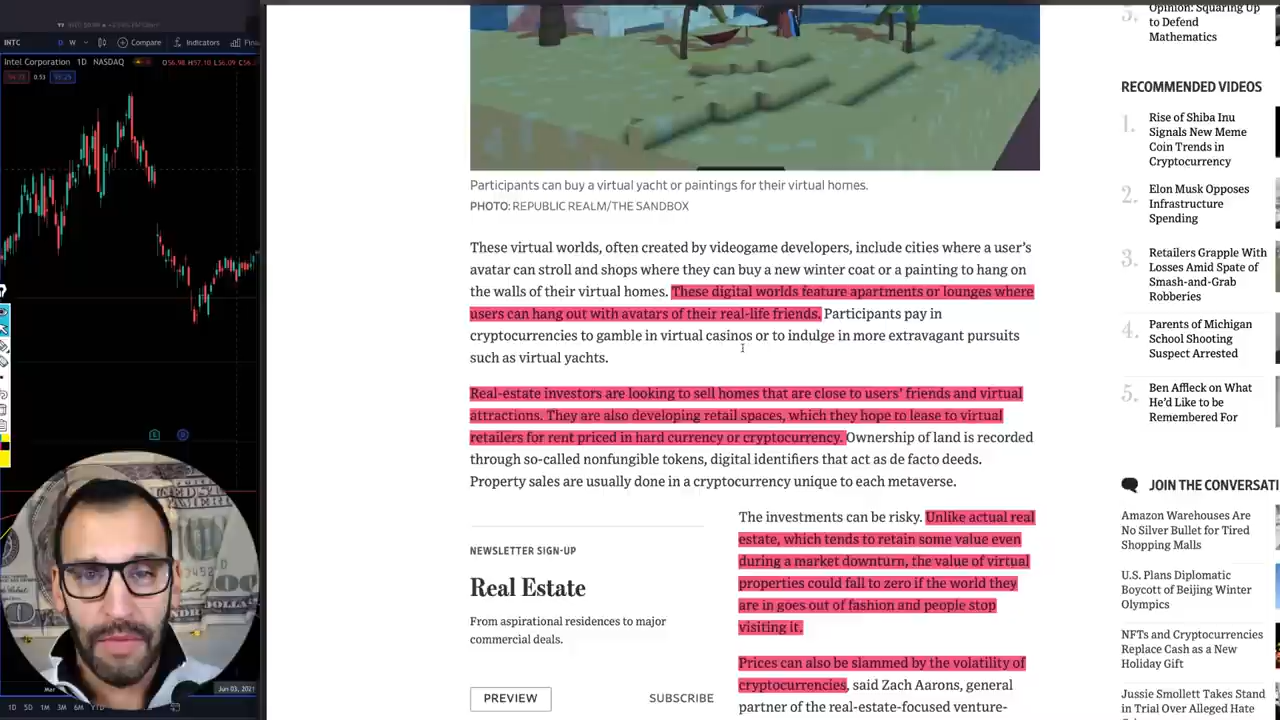 INTC
D
W
Compare
Indicators
Intel Corporation
1D
NASDAQ
Participants can buy a virtual yacht or paintings for their virtual homes.
PHOTO: REPUBLIC REALM/THE SANDBOX
These virtual worlds, often created by videogame developers, include cities where a user's
avatar can stroll and shops where they can buy a new winter coat or a painting to hang on
the walls of their virtual homes. These digital worlds feature apartments or lounges where
users can hang out with avatars of their real-life friends. Participants pay in
cryptocurrencies to gamble in virtual casinos or to indulge in more extravagant pursuits
such as virtual yachts.
Real-estate investors are looking to sell homes that are close to users' friends and virtual
attractions. They are also developing retail spaces, which they hope to lease to virtual
retailers for rent priced in hard currency or cryptocurrency. Ownership of land is recorded
through so-called nonfungible tokens, digital identifiers that act as de facto deeds.
Property sales are usually done in a cryptocurrency unique to each metaverse.
NEWSLETTER SIGN-UP
Real Estate
From aspirational residences to major
commercial deals.
PREVIEW
SUBSCRIBE
The investments can be risky. Unlike actual real
estate, which tends to retain some value even
during a market downturn, the value of virtual
properties could fall to zero if the world they
are in goes out of fashion and people stop
visiting it.
Prices can also be slammed by the volatility of
cryptocurrencies, said Zach Aarons, general
partner of the real-estate-focused venture-
5.
Opinion: Squaring Up
to Defend
Mathematics
RECOMMENDED VIDEOS
1.
Rise of Shiba Inu
Signals New Meme
Coin Trends in
Cryptocurrency
2.
Elon Musk Opposes
Infrastructure
Spending
3.
Retailers Grapple With
Losses Amid Spate of
Smash-and-Grab
Robberies
4.
Parents of Michigan
School Shooting
Suspect Arrested
5.
Ben Affleck on What
He'd Like to be
Remembered For
JOIN THE CONVERSATI
Amazon Warehouses Are
No Silver Bullet for Tired
Shopping Malls
U.S. Plans Diplomatic
Boycott of Beijing Winter
Olympics
NFTs and Cryptocurrencies
Replace Cash as a New
Holiday Gift
Jussie Smollett Takes Stand
in Trial Over Alleged Hate
1D
5D
1M
3M
6M